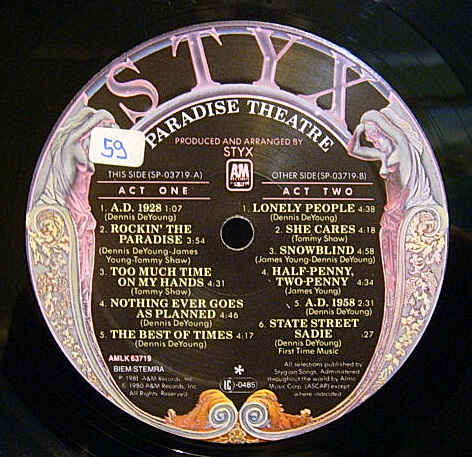 STYX
PARADISE THEATRE
PRODUCED AND ARRANGED BY
STYX
59
A&M
RECORDS
THIS SIDE (SP-03719-A)
ACT ONE
1. A.D. 1928 1:07
(Dennis DeYoung)
2. ROCKIN' THE
PARADISE 3:54
(Dennis DeYoung-James
Young-Tommy Shaw)
3. TOO MUCH TIME
ON MY HANDS 4:31
(Tommy Shaw)
4. NOTHING EVER GOES
AS PLANNED 4:46
(Dennis DeYoung)
5. THE BEST OF TIMES 4:17
(Dennis DeYoung)
AMLK 63719
BIEM-STEMRA
℗ 1981 A&M Records, Inc.
© 1980 A&M Records, Inc.
All Rights Reserved
OTHER SIDE (SP-03719-B)
ACT TWO
1. LONELY PEOPLE 4:38
(Dennis DeYoung)
2. SHE CARES 4:18
(Tommy Shaw)
3. SNOWBLIND 4:58
(James Young-Dennis DeYoung)
4. HALF-PENNY,
TWO-PENNY 4:34
(James Young)
5. A.D. 1958 2:31
(Dennis DeYoung)
6. STATE STREET
SADIE :27
(Dennis DeYoung)
First Time Music
All selections published by
Stygian Songs. Administered
throughout the world by Almo
Music Corp. (ASCAP) except
where indicated
*
LC -0485